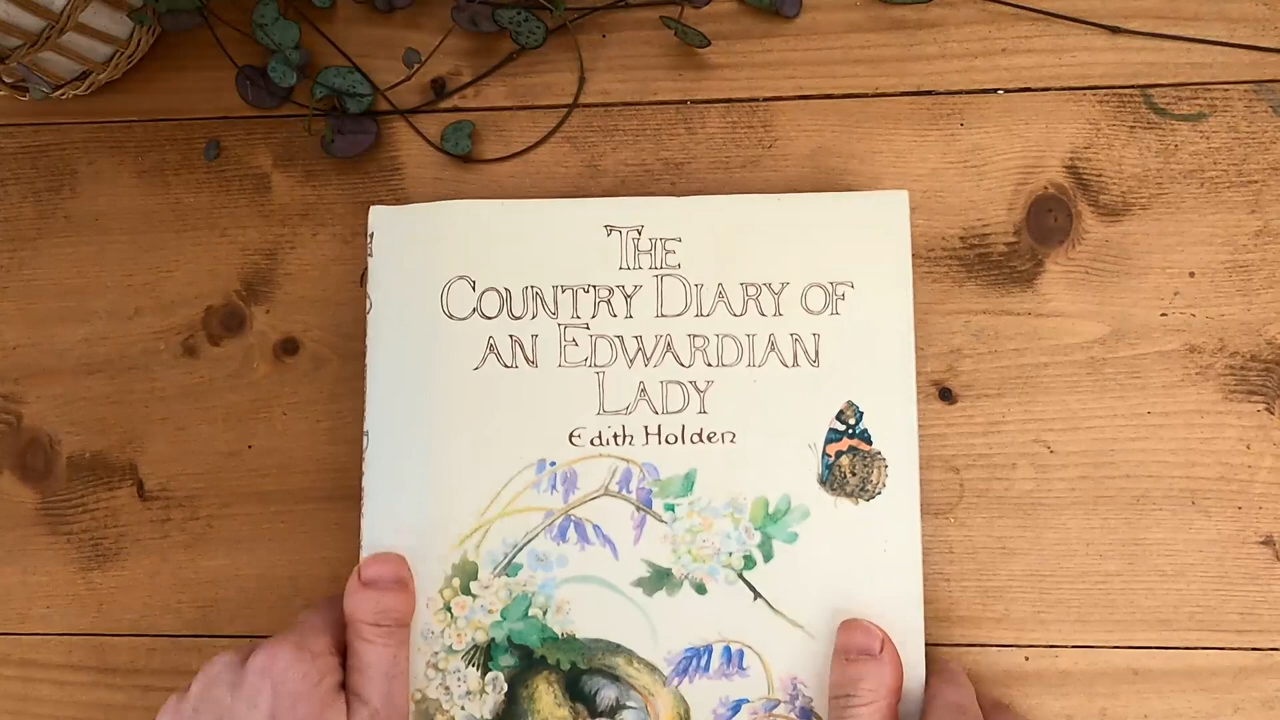 THE
COUNTRY DIARY OF
AN EDWARDIAN
LADY
Edith Holden